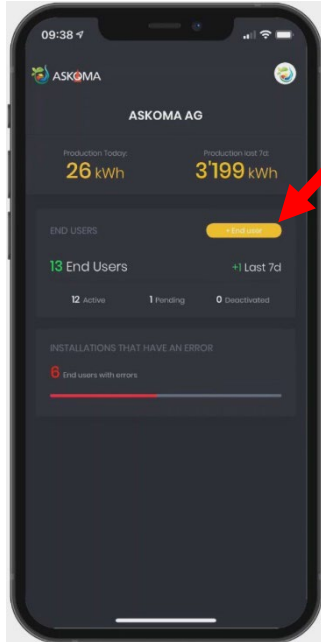 09:38
ASKOMA
ASKOMA AG
Production Today: Production last 7d:
26 kWh 3'199 kWh
END USERS + End user
13 End Users +1 Last 7d
12 Active 1 Pending 0 Deactivated
INSTALLATIONS THAT HAVE AN ERROR
6 End users with errors